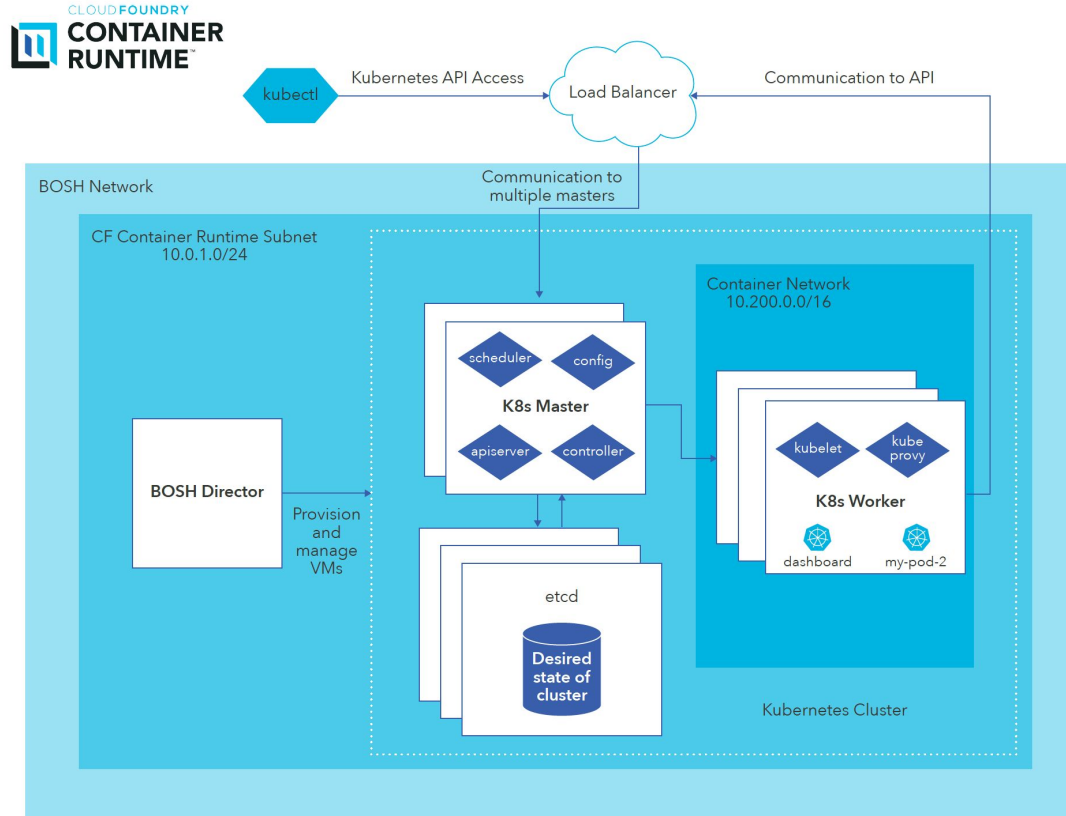 CLOUDFOUNDRY
CONTAINER
RUNTIME™
kubectl
Kubernetes API Access
Load Balancer
Communication to API
BOSH Network
Communication to
multiple masters
CF Container Runtime Subnet
10.0.1.0/24
Container Network
10.200.0.0/16
scheduler
config
K8s Master
apiserver
controller
BOSH Director
Provision
and
manage
VMs
kubelet
kube
provy
K8s Worker
dashboard
my-pod-2
etcd
Desired
state of
cluster
Kubernetes Cluster